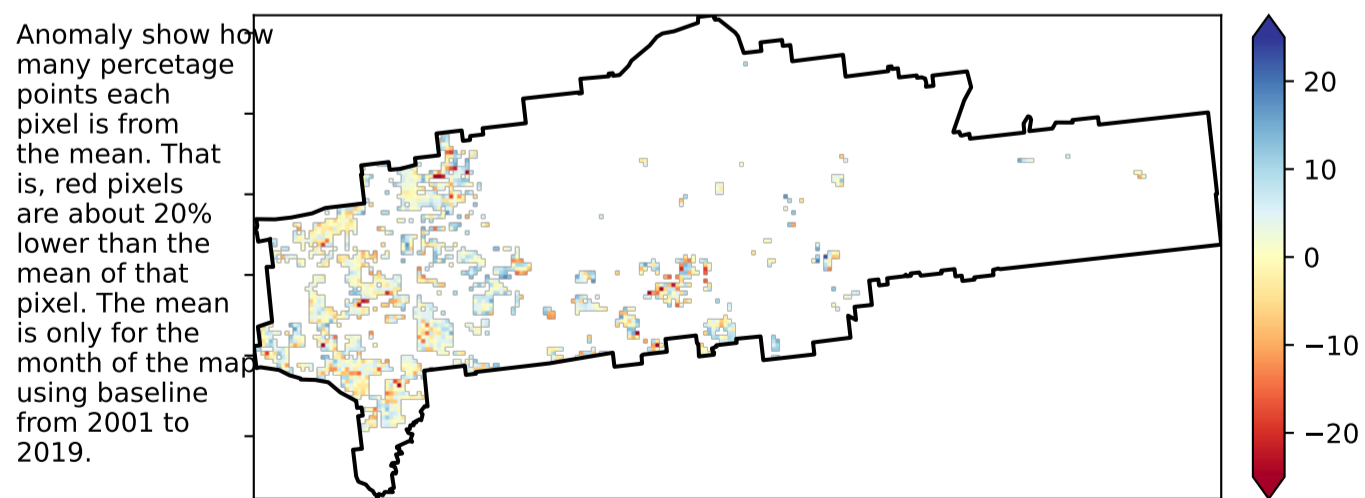 Anomaly show how
many percetage
points each
pixel is from
the mean. That
is, red pixels
are about 20%
lower than the
mean of that
pixel. The mean
is only for the
month of the map
using baseline
from 2001 to
2019.
20
10
0
−10
−20